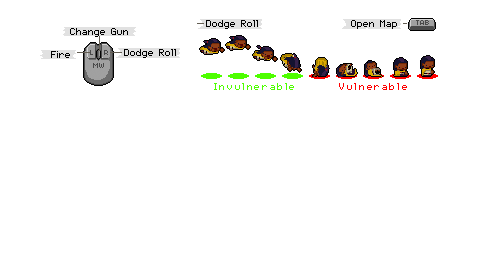 Change Gun
Fire
L
R
Dodge Roll
MW
Dodge Roll
Open Map
TAB
Invulnerable
Vulnerable